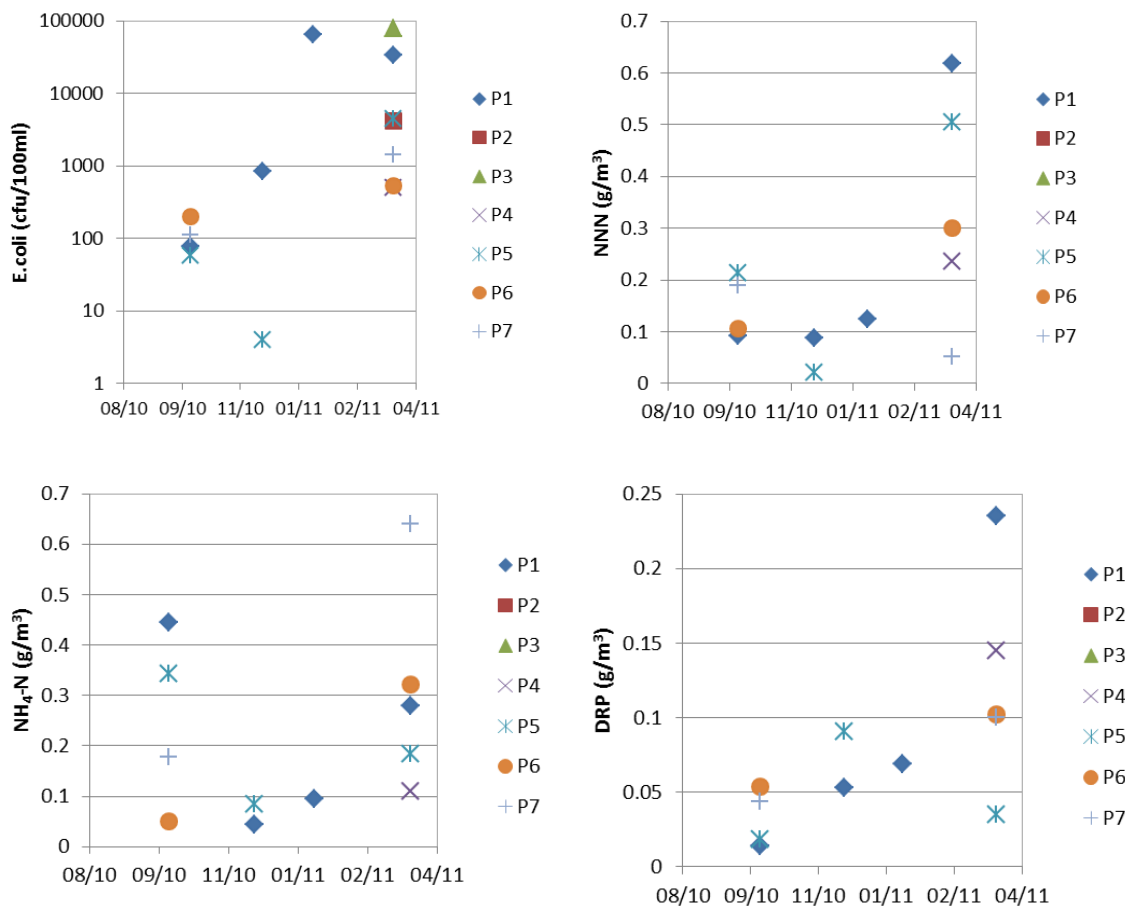 E.coli (cfu/100ml)
100000
10000
1000
100
10
1
08/10 09/10 11/10 01/11 02/11 04/11
P1
P2
P3
P4
P5
P6
P7
NNN (g/m³)
0.7
0.6
0.5
0.4
0.3
0.2
0.1
0
08/10 09/10 11/10 01/11 02/11 04/11
P1
P2
P3
P4
P5
P6
P7
NH₄-N (g/m³)
0.7
0.6
0.5
0.4
0.3
0.2
0.1
0
08/10 09/10 11/10 01/11 02/11 04/11
P1
P2
P3
P4
P5
P6
P7
DRP (g/m³)
0.25
0.2
0.15
0.1
0.05
0
08/10 09/10 11/10 01/11 02/11 04/11
P1
P2
P3
P4
P5
P6
P7